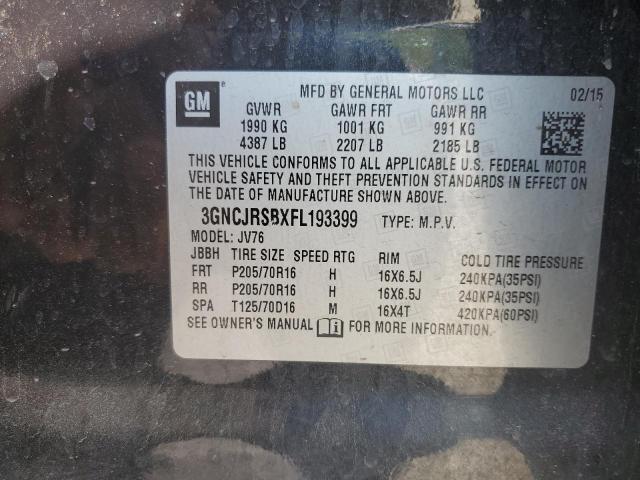 GM
®
MFD BY GENERAL MOTORS LLC 02/15
GVWR GAWR FRT GAWR RR
1990 KG 1001 KG 991 KG
4387 LB 2207 LB 2185 LB
THIS VEHICLE CONFORMS TO ALL APPLICABLE U.S. FEDERAL MOTOR
VEHICLE SAFETY AND THEFT PREVENTION STANDARDS IN EFFECT ON
THE DATE OF MANUFACTURE SHOWN ABOVE.
3GNCJRSBXFL193399 TYPE: M.P.V.
MODEL: JV76
JBBH TIRE SIZE SPEED RTG RIM COLD TIRE PRESSURE
FRT P205/70R16 H 16X6.5J 240KPA(35PSI)
RR P205/70R16 H 16X6.5J 240KPA(35PSI)
SPA T125/70D16 M 16X4T 420KPA(60PSI)
SEE OWNER'S MANUAL FOR MORE INFORMATION.